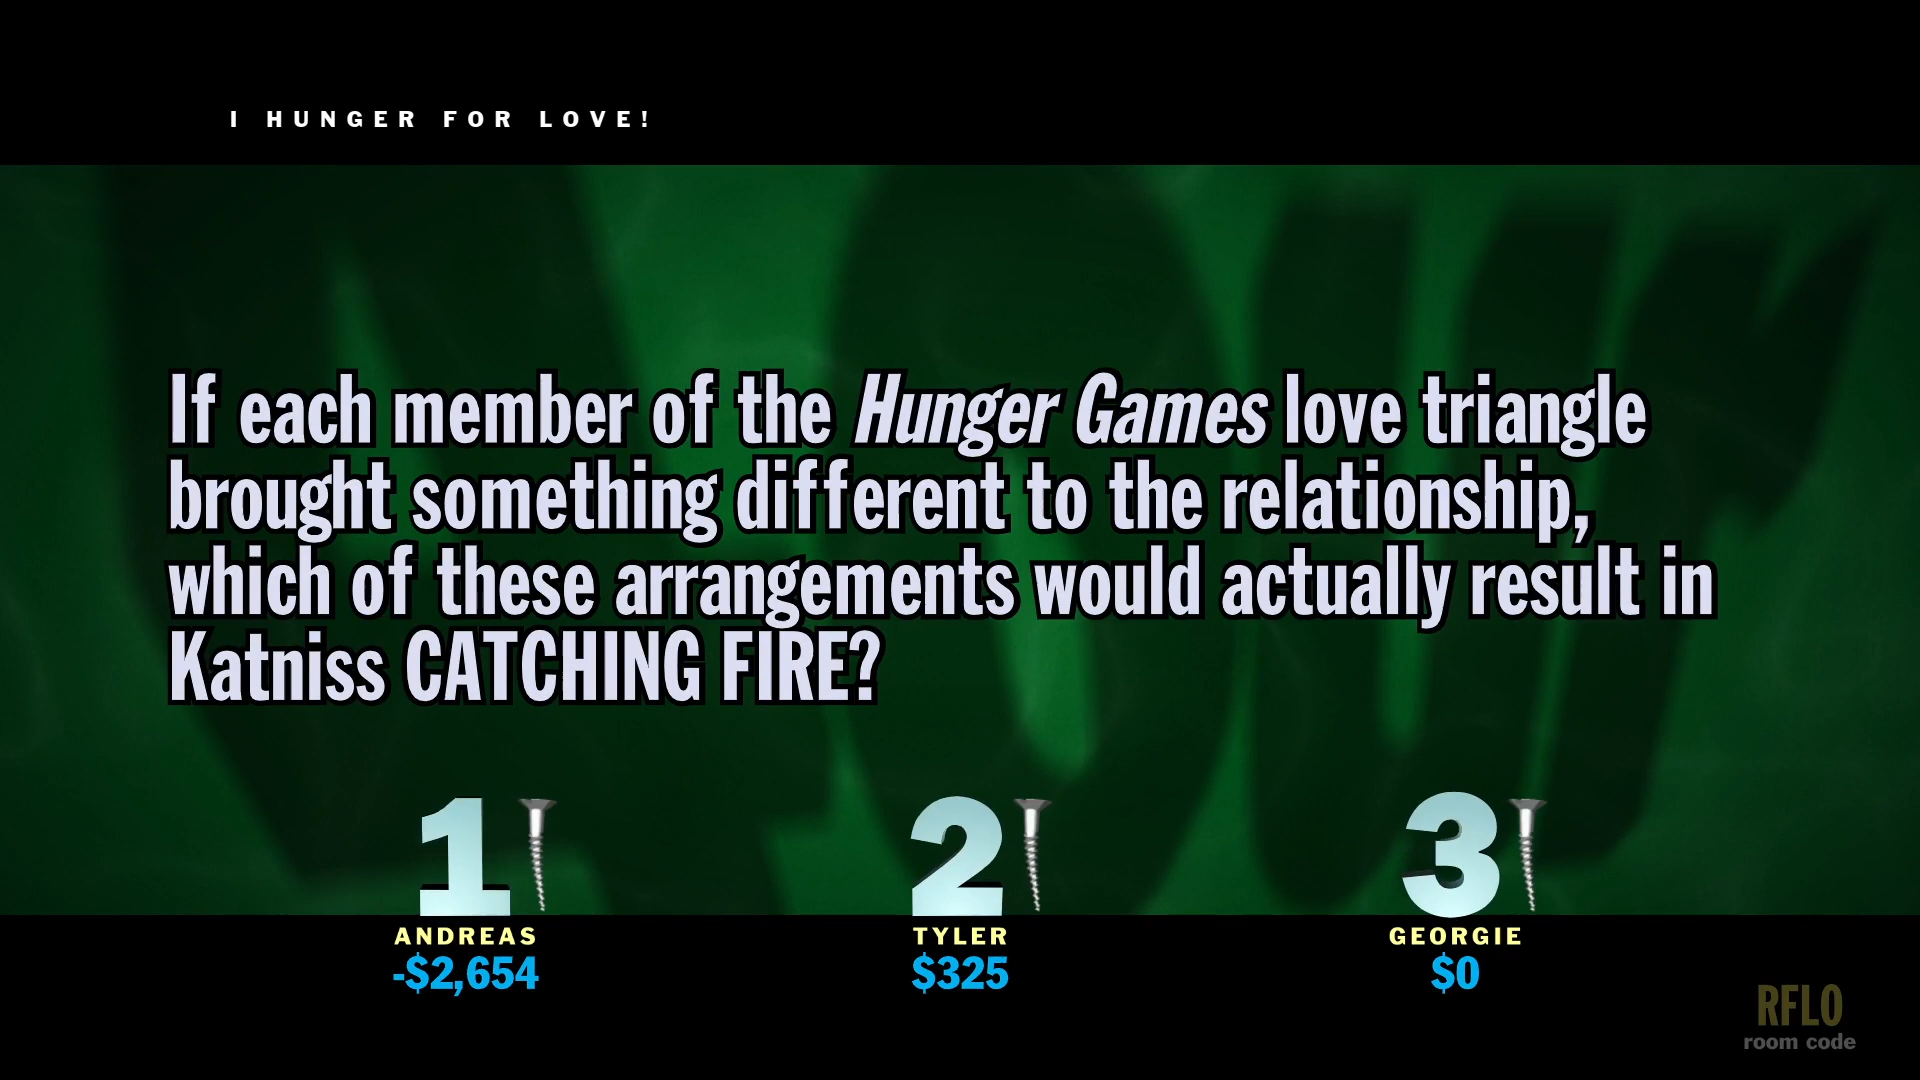 I HUNGER FOR LOVE!
If each member of the Hunger Games love triangle
brought something different to the relationship,
which of these arrangements would actually result in
Katniss CATCHING FIRE?
1 2 3
ANDREAS TYLER GEORGIE
-$2,654 $325 $0
RFLO
room code